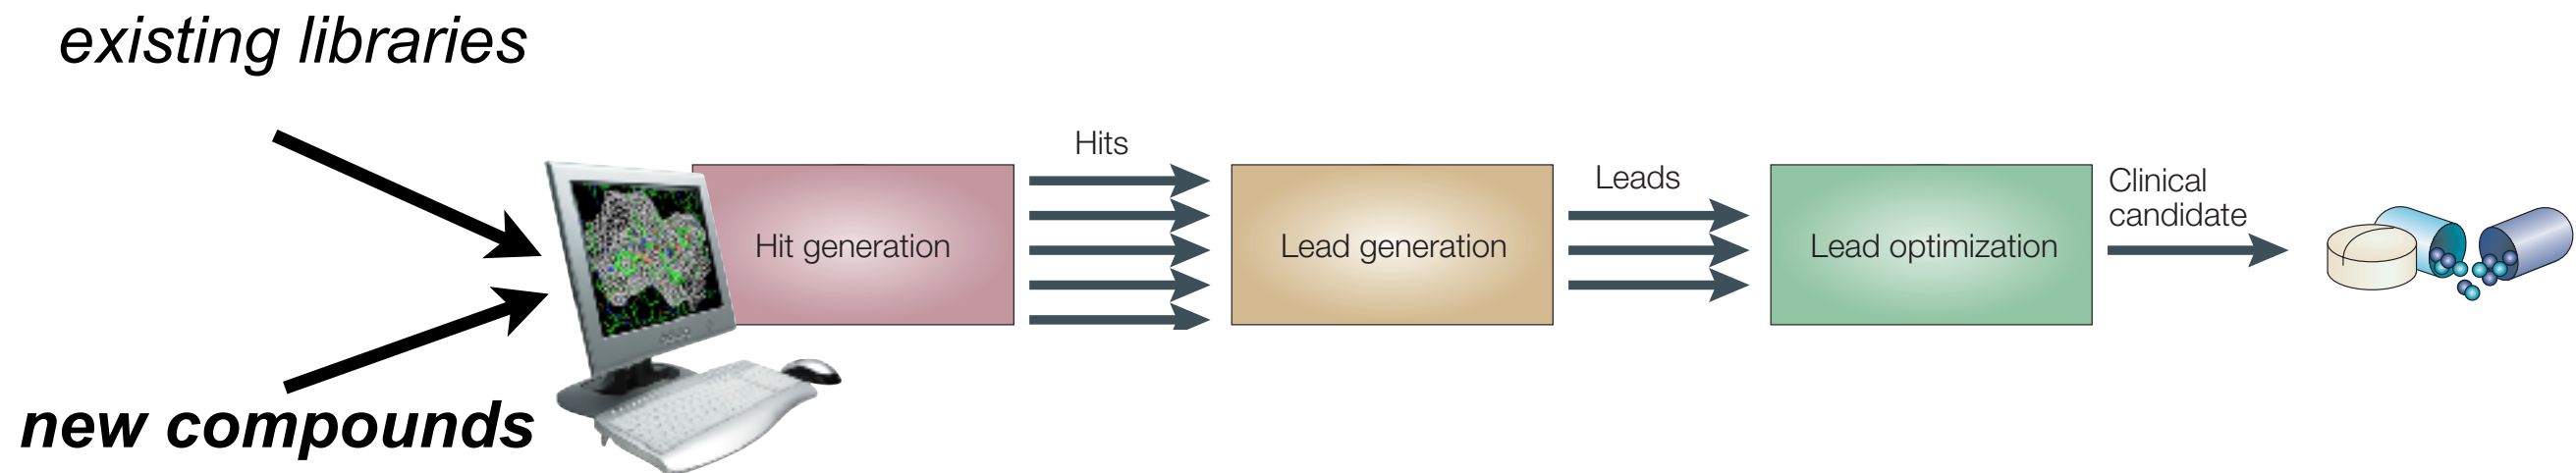 existing libraries
Hits
Leads
Clinical
candidate
Hit generation
Lead generation
Lead optimization
new compounds